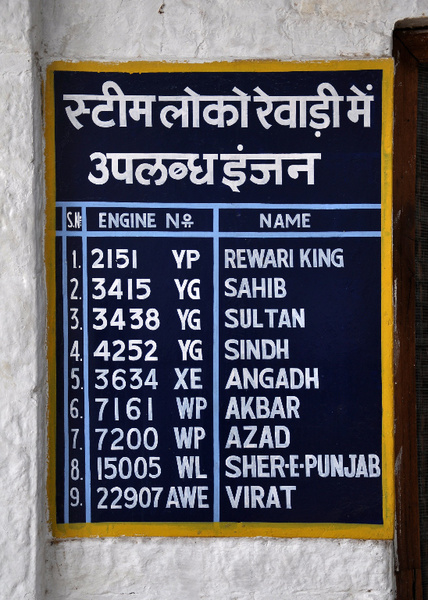 स्टीम लोको रेवाड़ी में
उपलब्ध इंजन
S.No ENGINE No NAME
1. 2151 YP REWARI KING
2. 3415 YG SAHIB
3. 3438 YG SULTAN
4. 4252 YG SINDH
5. 3634 XE ANGADH
6. 7161 WP AKBAR
7. 7200 WP AZAD
8. 15005 WL SHER-E-PUNJAB
9. 22907 AWE VIRAT